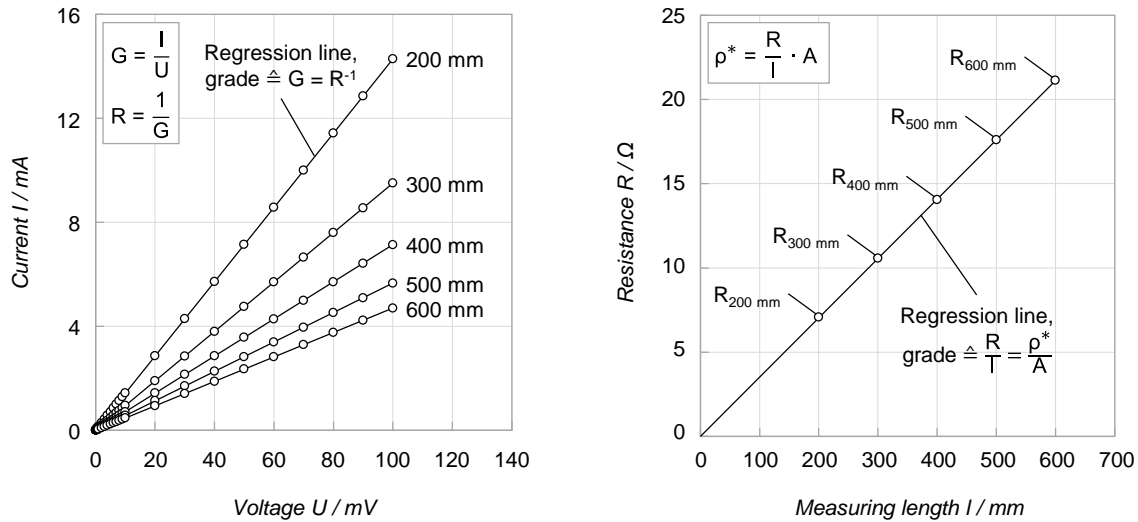 16
12
8
4
0
Current I / mA
G = I/U
R = 1/G
Regression line,
grade ≙ G = R⁻¹
200 mm
300 mm
400 mm
500 mm
600 mm
0 20 40 60 80 100 120 140
Voltage U / mV
25
20
15
10
5
0
Resistance R / Ω
ρ* = R/l · A
R600 mm
R500 mm
R400 mm
R300 mm
R200 mm
Regression line,
grade ≙ R/l = ρ*/A
0 100 200 300 400 500 600 700
Measuring length l / mm